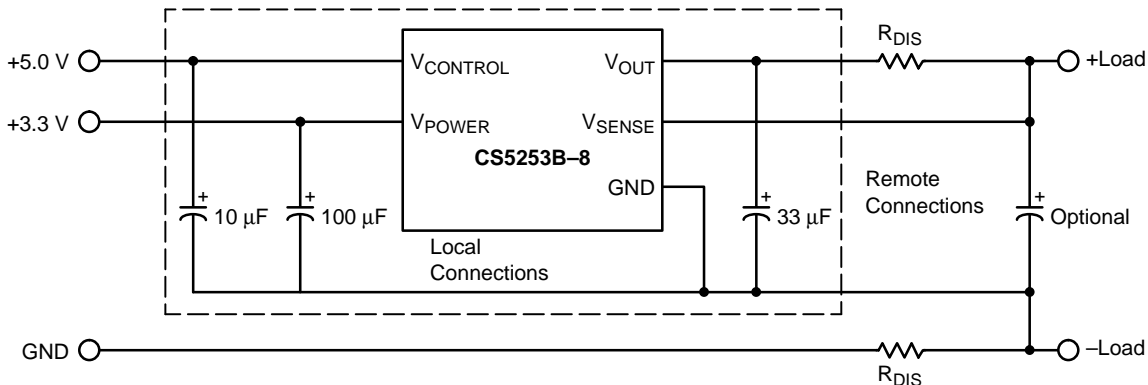 +5.0 V
+3.3 V
V_CONTROL
V_POWER
V_OUT
V_SENSE
CS5253B–8
GND
R_DIS
+Load
+
10 μF
+
100 μF
Local
Connections
+
33 μF
Remote
Connections
+
Optional
GND
R_DIS
–Load